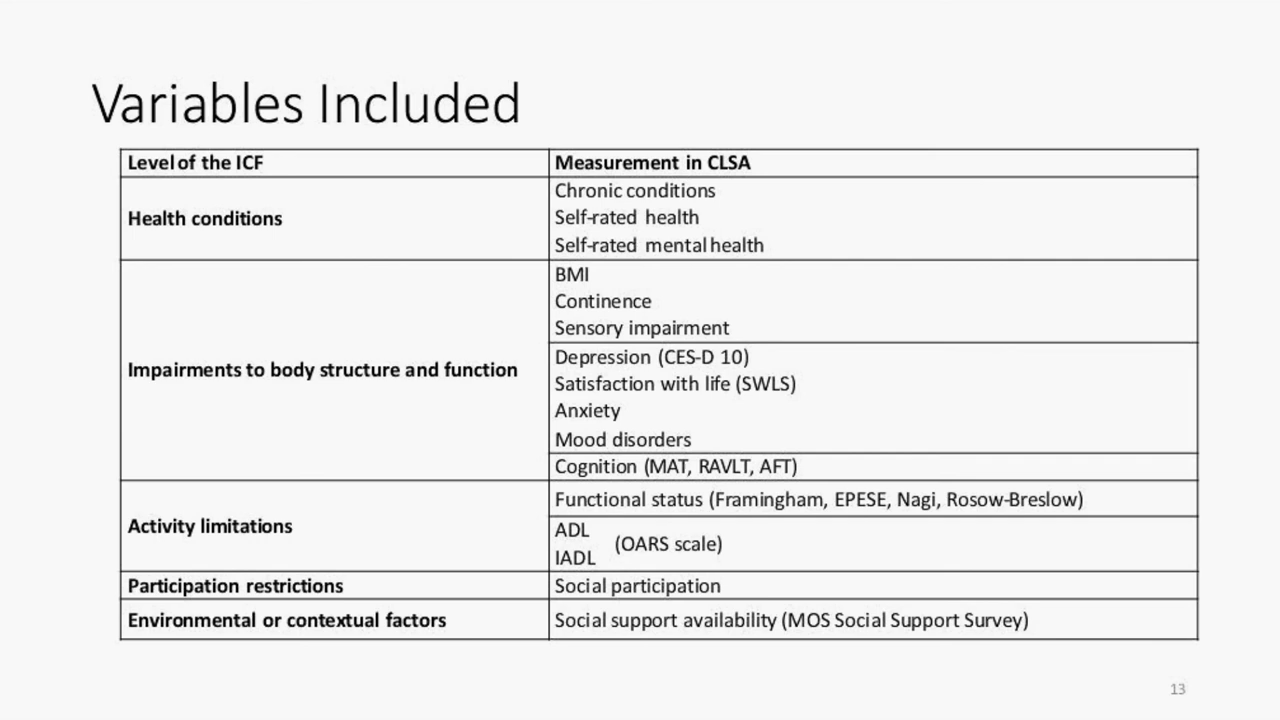 Variables Included
Level of the ICF
Measurement in CLSA
Health conditions
Chronic conditions
Self-rated health
Self-rated mental health
Impairments to body structure and function
BMI
Continence
Sensory impairment
Depression (CES-D 10)
Satisfaction with life (SWLS)
Anxiety
Mood disorders
Cognition (MAT, RAVLT, AFT)
Activity limitations
Functional status (Framingham, EPESE, Nagi, Rosow-Breslow)
ADL
IADL
(OARS scale)
Participation restrictions
Social participation
Environmental or contextual factors
Social support availability (MOS Social Support Survey)
13